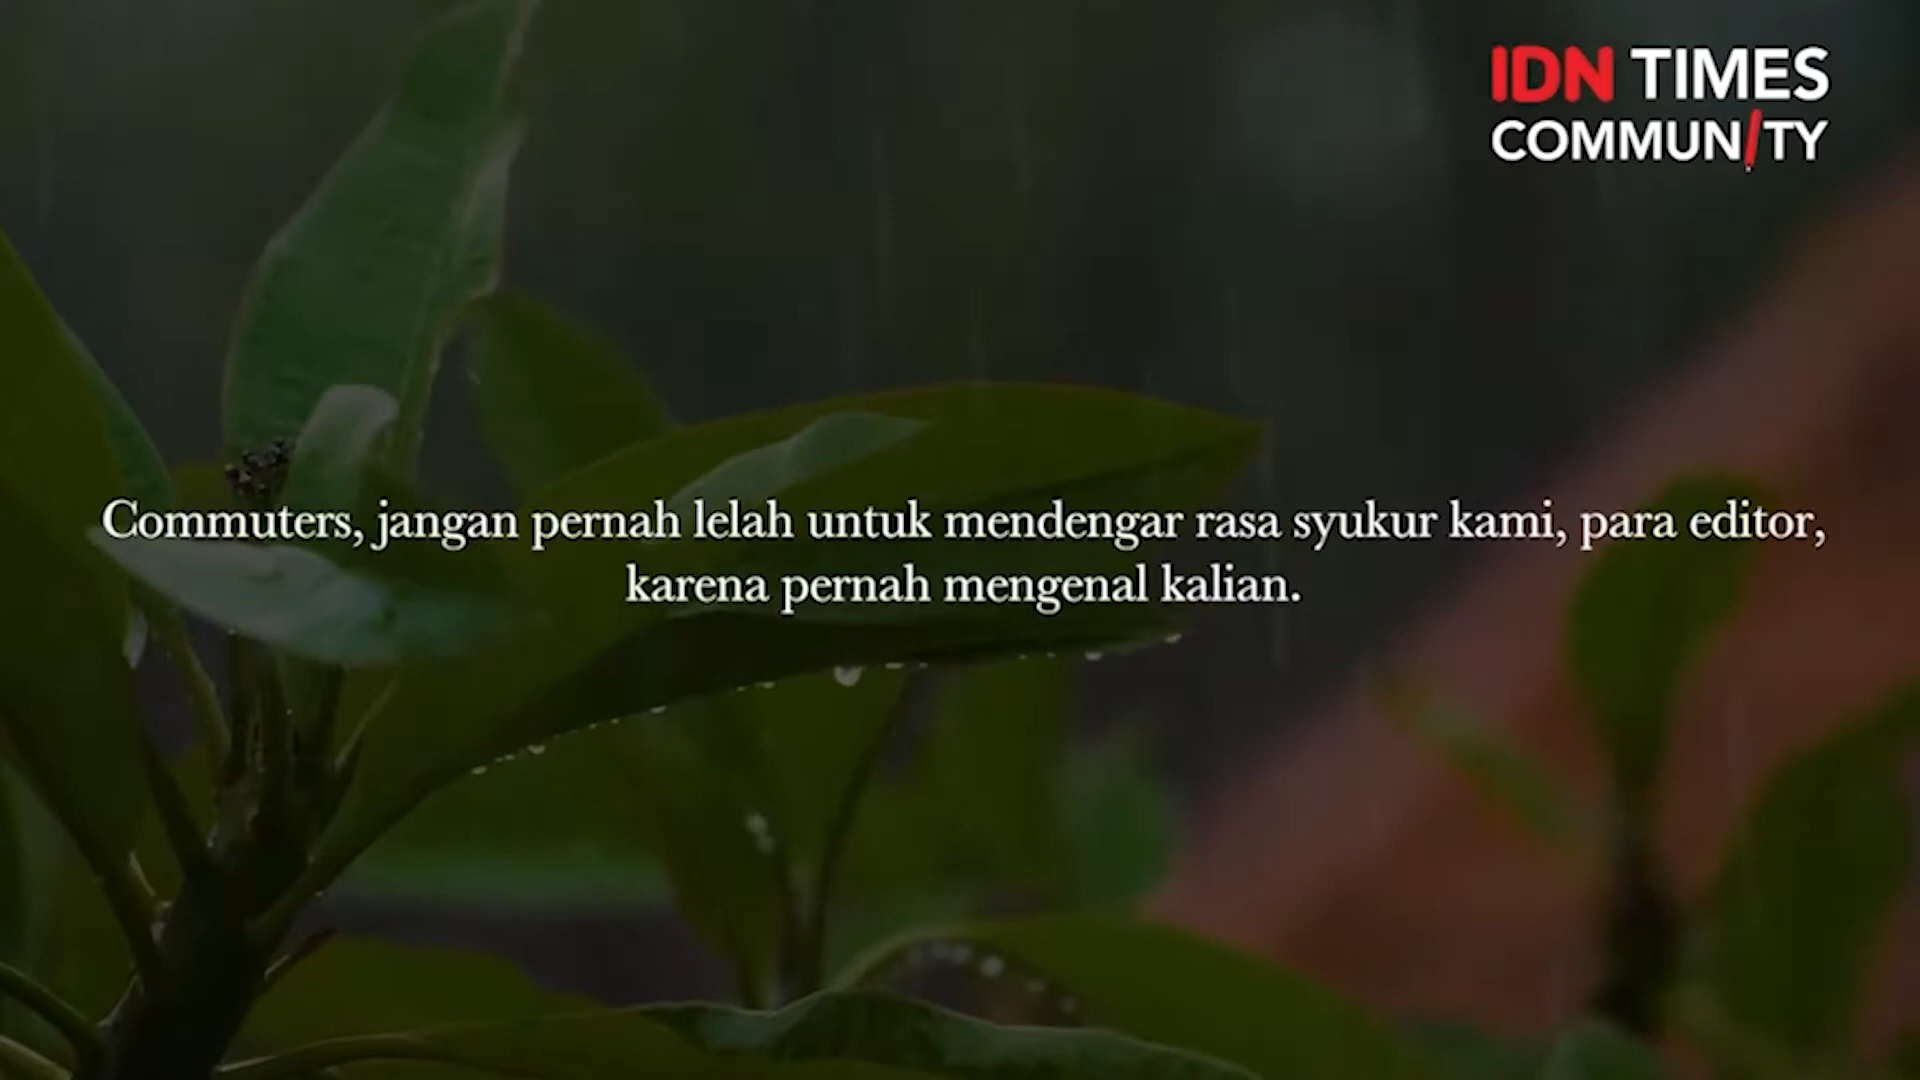 IDN TIMES
COMMUNITY
Commuters, jangan pernah lelah untuk mendengar rasa syukur kami, para editor,
karena pernah mengenal kalian.